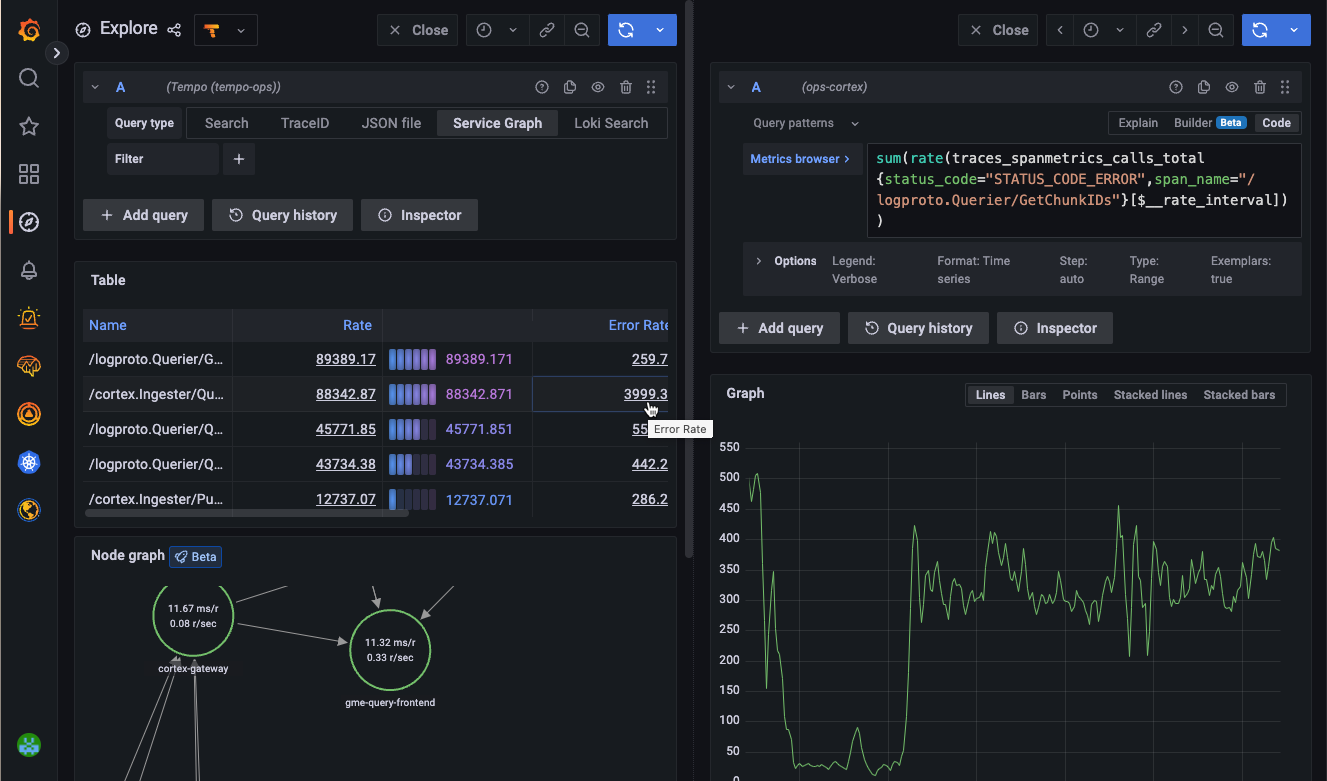 Explore
Close
Close
A (Tempo (tempo-ops))
Query type Search TraceID JSON file Service Graph Loki Search
Filter
Add query Query history Inspector
Table
Name Rate Error Rate
/logproto.Querier/G... 89389.17 89389.171 259.7
/cortex.Ingester/Qu... 88342.87 88342.871 3999.3
/logproto.Querier/Q... 45771.85 45771.851 55
Error Rate
/logproto.Querier/Q... 43734.38 43734.385 442.2
/cortex.Ingester/Pu... 12737.07 12737.071 286.2
Node graph Beta
11.67 ms/r
0.08 r/sec
cortex-gateway
11.32 ms/r
0.33 r/sec
gme-query-frontend
A (ops-cortex)
Query patterns Explain Builder Beta Code
Metrics browser >
sum(rate(traces_spanmetrics_calls_total
{status_code="STATUS_CODE_ERROR",span_name="/
logproto.Querier/GetChunkIDs"}[$__rate_interval])
)
Options Legend: Format: Time Step: Type: Exemplars:
Verbose series auto Range true
Add query Query history Inspector
Graph Lines Bars Points Stacked lines Stacked bars
550
500
450
400
350
300
250
200
150
100
50
0